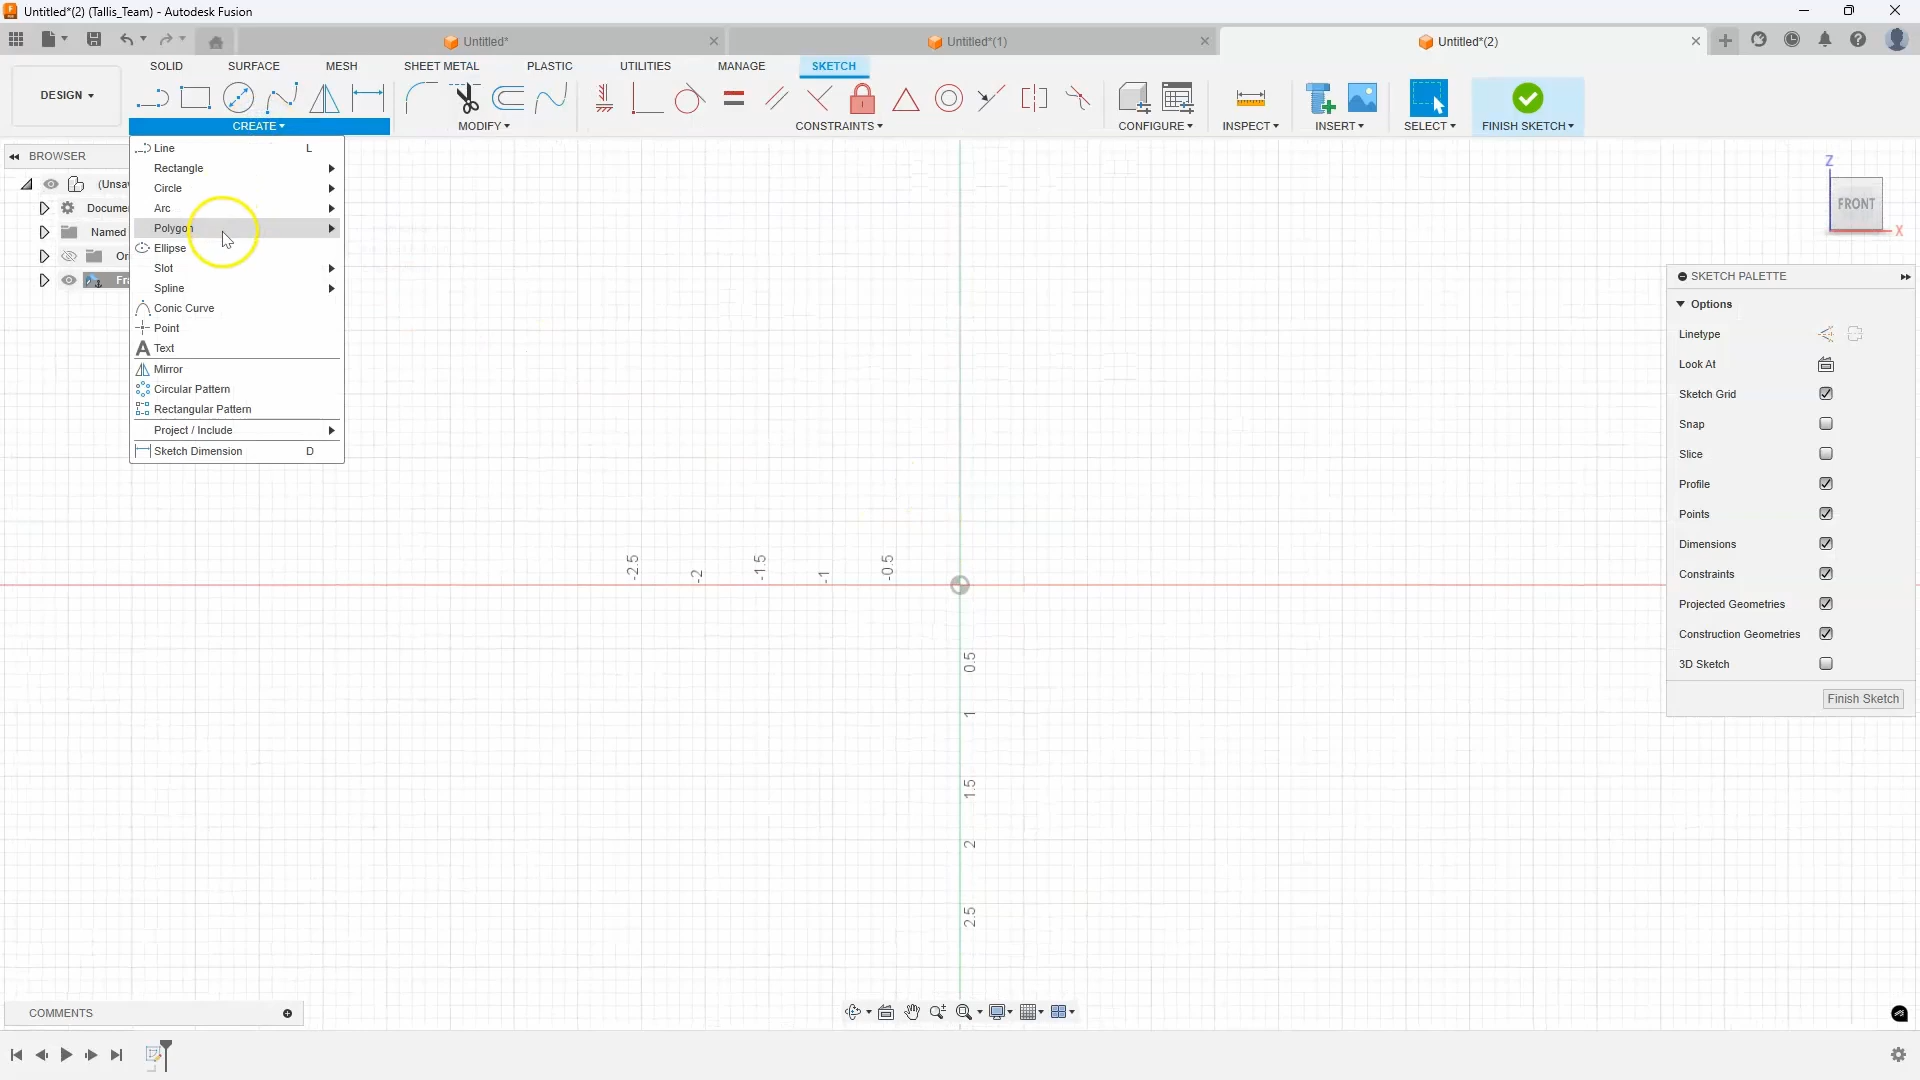 Untitled*(2) (Tallis_Team) - Autodesk Fusion
Untitled*
Untitled*(1)
Untitled*(2)
SOLID
SURFACE
MESH
SHEET METAL
PLASTIC
UTILITIES
MANAGE
SKETCH
DESIGN
CREATE
MODIFY
CONSTRAINTS
CONFIGURE
INSPECT
INSERT
SELECT
FINISH SKETCH
BROWSER
(Unsa
Docume
Named
Or
Fra
Line L
Rectangle
Circle
Arc
Polygon
Ellipse
Slot
Spline
Conic Curve
Point
Text
Mirror
Circular Pattern
Rectangular Pattern
Project / Include
Sketch Dimension D
Z
FRONT
X
SKETCH PALETTE
Options
Linetype
Look At
Sketch Grid
Snap
Slice
Profile
Points
Dimensions
Constraints
Projected Geometries
Construction Geometries
3D Sketch
Finish Sketch
-2.5
-2
-1.5
-1
-0.5
0.5
1
1.5
2
2.5
COMMENTS